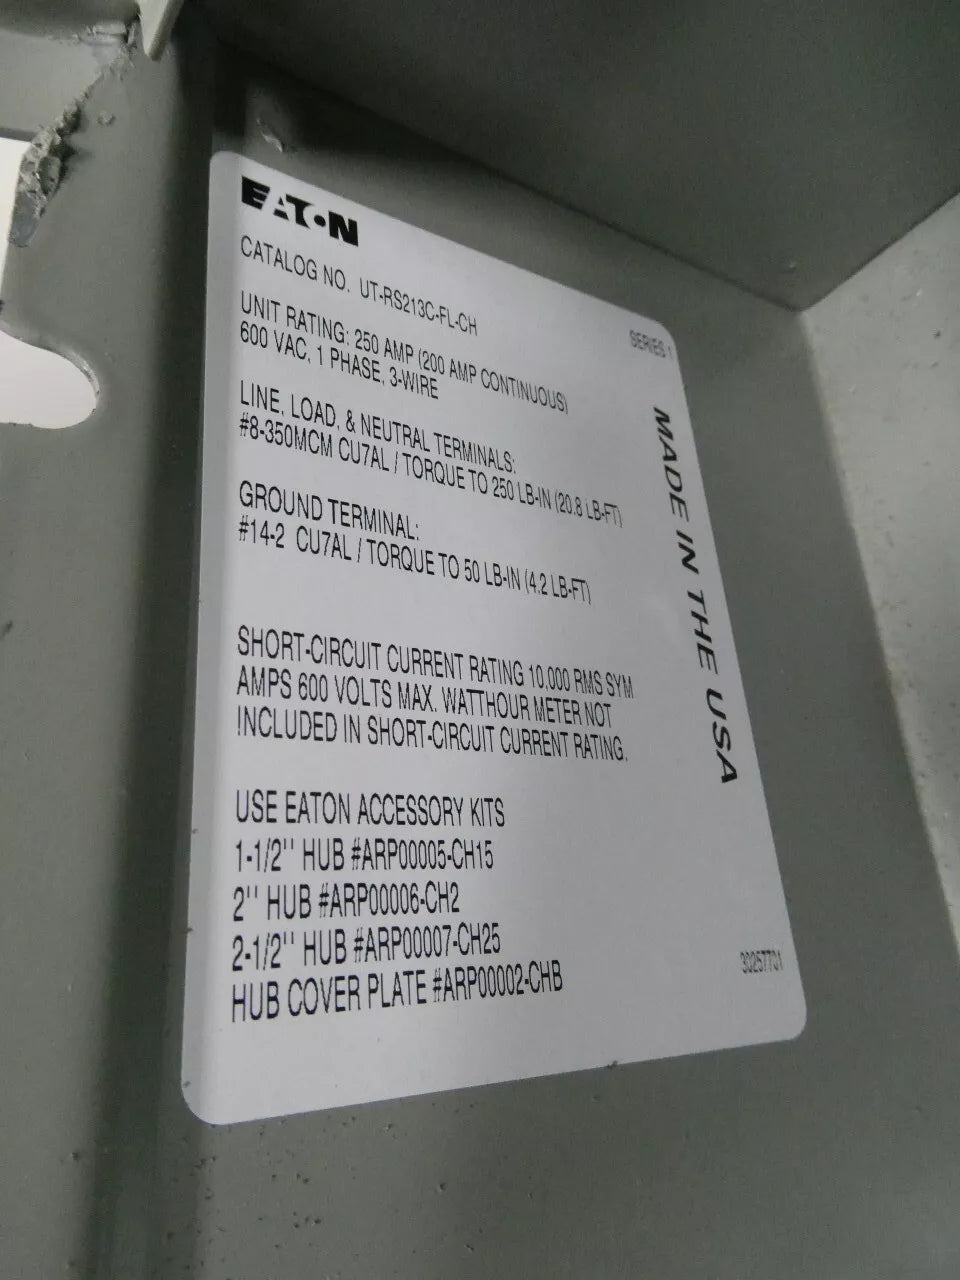 EATON
CATALOG NO. UT-RS213C-FL-CH
SERIES 1
UNIT RATING: 250 AMP (200 AMP CONTINUOUS)
600 VAC, 1 PHASE, 3-WIRE
LINE, LOAD, & NEUTRAL TERMINALS:
#8-350MCM CU7AL / TORQUE TO 250 LB-IN (20.8 LB-FT)
GROUND TERMINAL:
#14-2 CU7AL / TORQUE TO 50 LB-IN (4.2 LB-FT)
MADE IN THE USA
SHORT-CIRCUIT CURRENT RATING 10,000 RMS SYM
AMPS 600 VOLTS MAX. WATTHOUR METER NOT
INCLUDED IN SHORT-CIRCUIT CURRENT RATING.
USE EATON ACCESSORY KITS
1-1/2'' HUB #ARP00005-CH15
2'' HUB #ARP00006-CH2
2-1/2'' HUB #ARP00007-CH25
HUB COVER PLATE #ARP00002-CHB
30257701